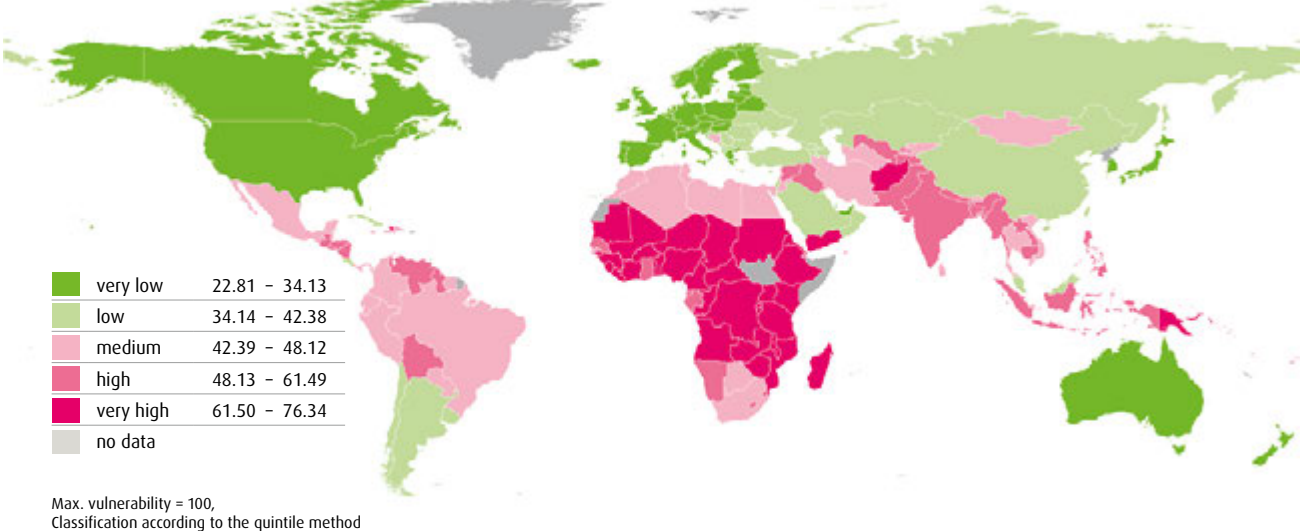 very low 22.81 – 34.13
low 34.14 – 42.38
medium 42.39 – 48.12
high 48.13 – 61.49
very high 61.50 – 76.34
no data
Max. vulnerability = 100,
Classification according to the quintile method